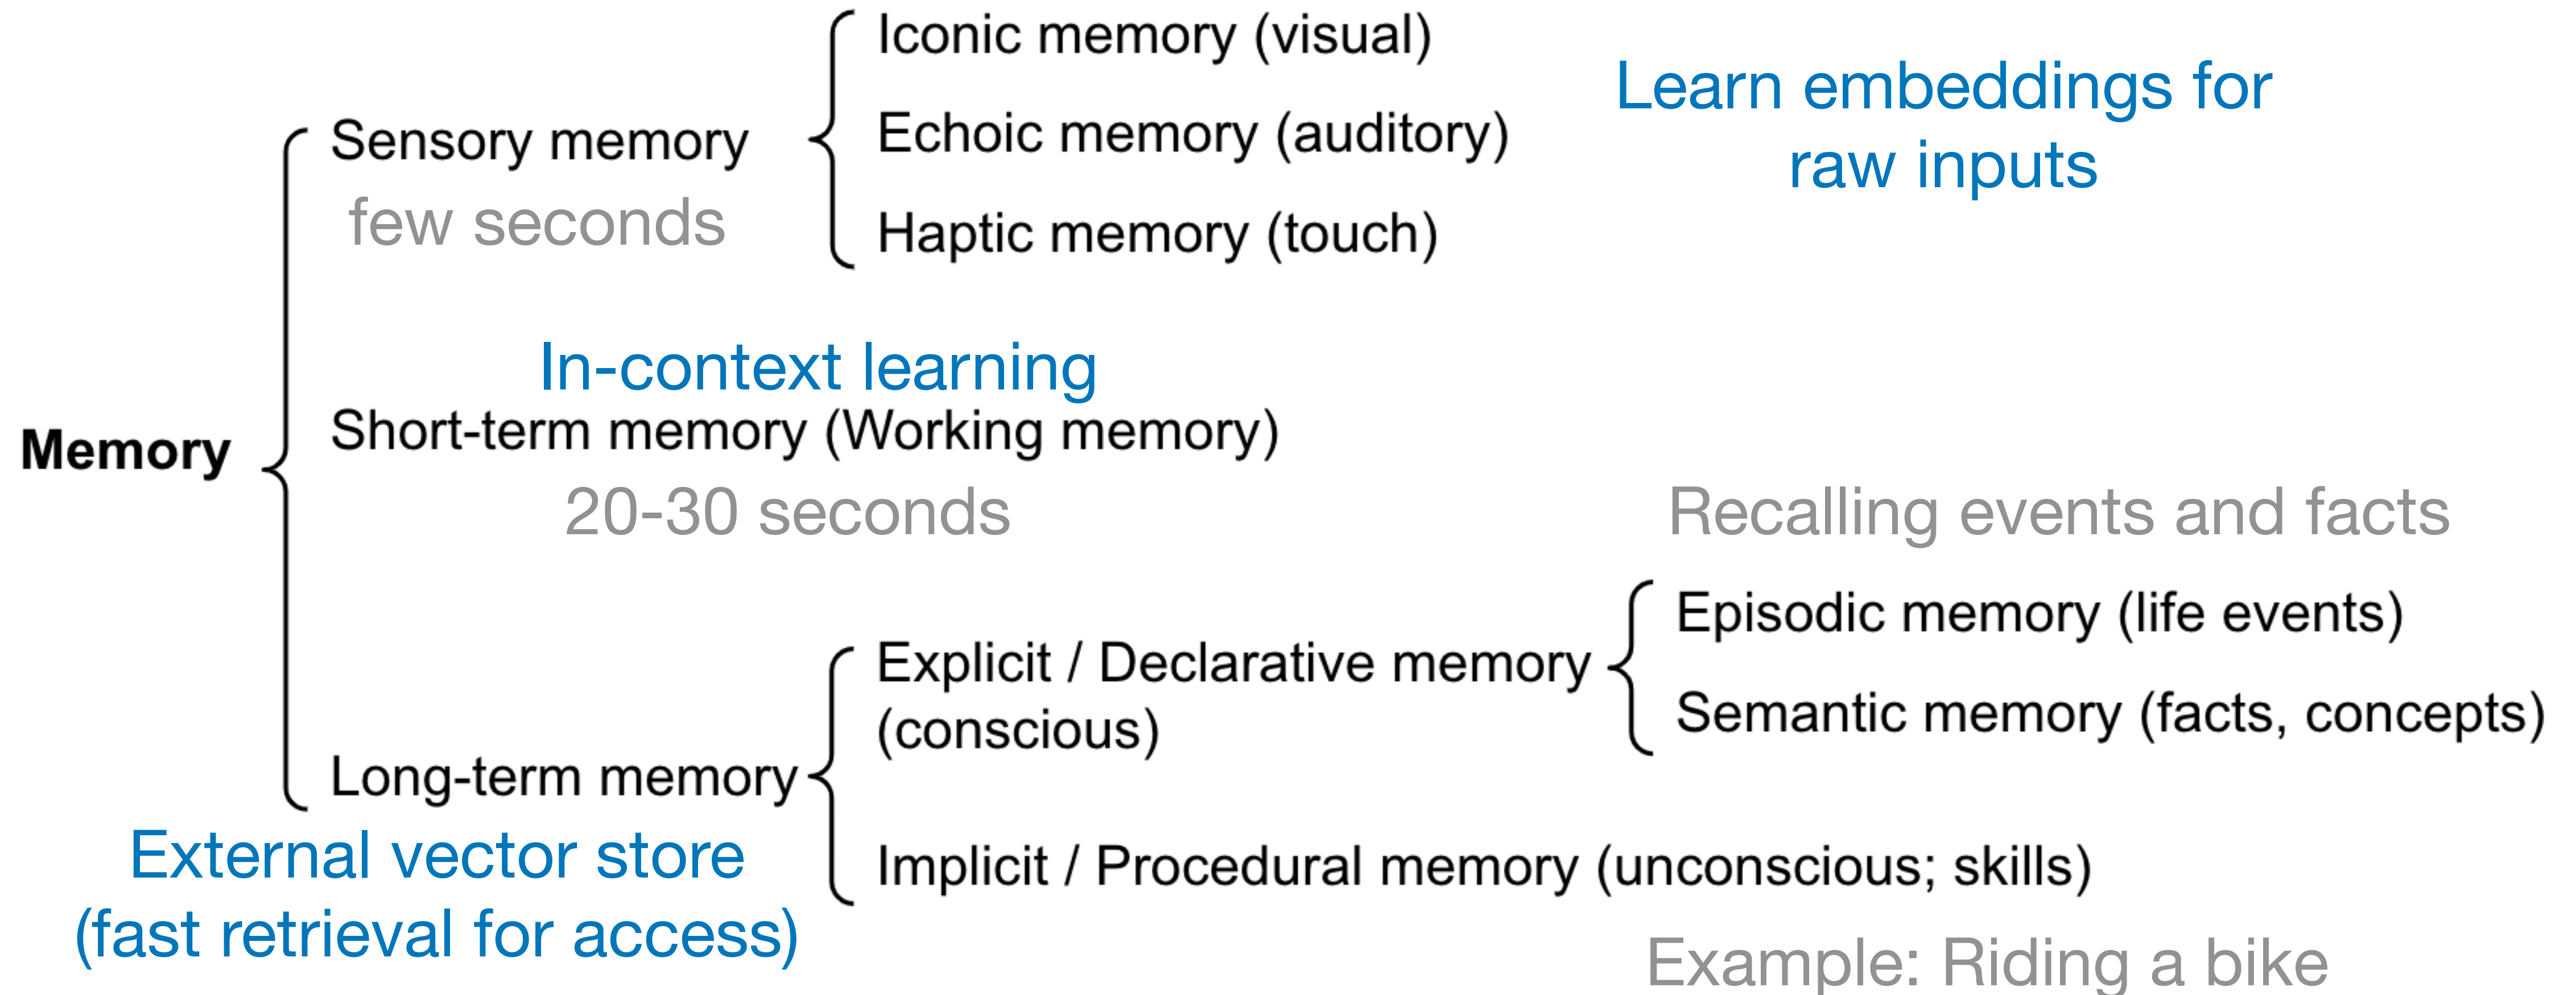 Iconic memory (visual)
Learn embeddings for
raw inputs
Sensory memory
Echoic memory (auditory)
few seconds
Haptic memory (touch)
In-context learning
Short-term memory (Working memory)
Memory
20-30 seconds
Recalling events and facts
Episodic memory (life events)
Explicit / Declarative memory
(conscious)
Semantic memory (facts, concepts)
Long-term memory
External vector store
(fast retrieval for access)
Implicit / Procedural memory (unconscious; skills)
Example: Riding a bike